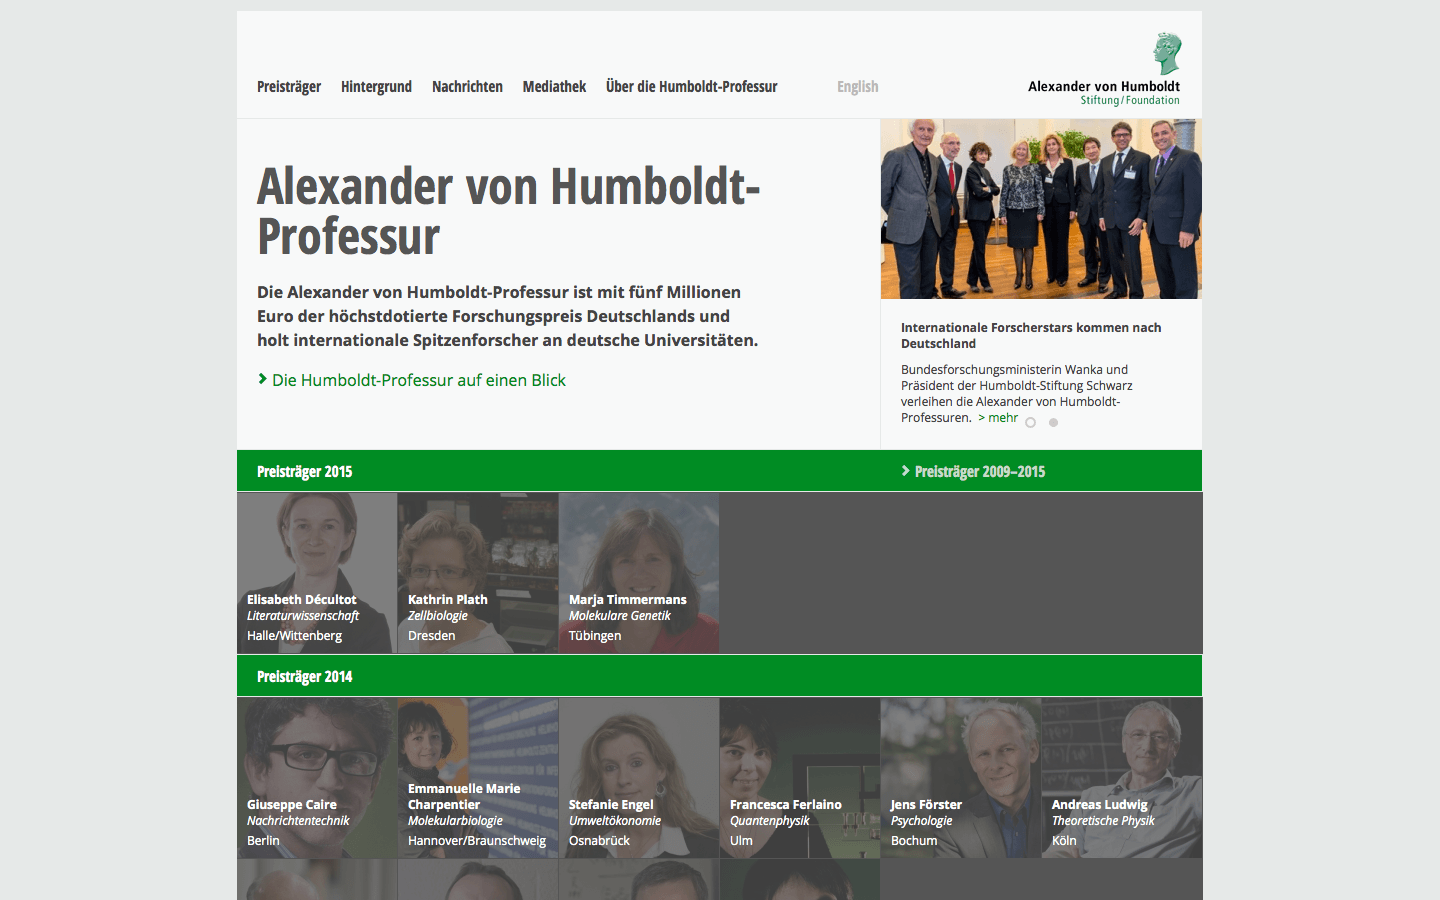 Preisträger Hintergrund Nachrichten Mediathek Über die Humboldt-Professur English
Alexander von Humboldt
Stiftung/Foundation
Alexander von Humboldt-
Professur
Die Alexander von Humboldt-Professur ist mit fünf Millionen
Euro der höchstdotierte Forschungspreis Deutschlands und
holt internationale Spitzenforscher an deutsche Universitäten.
Die Humboldt-Professur auf einen Blick
Internationale Forscherstars kommen nach
Deutschland
Bundesforschungsministerin Wanka und
Präsident der Humboldt-Stiftung Schwarz
verleihen die Alexander von Humboldt-
Professuren. > mehr
Preisträger 2015
Preisträger 2009–2015
Elisabeth Décultot
Literaturwissenschaft
Halle/Wittenberg
Kathrin Plath
Zellbiologie
Dresden
Marja Timmermans
Molekulare Genetik
Tübingen
Preisträger 2014
Giuseppe Caire
Nachrichtentechnik
Berlin
Emmanuelle Marie
Charpentier
Molekularbiologie
Hannover/Braunschweig
Stefanie Engel
Umweltökonomie
Osnabrück
Francesca Ferlaino
Quantenphysik
Ulm
Jens Förster
Psychologie
Bochum
Andreas Ludwig
Theoretische Physik
Köln